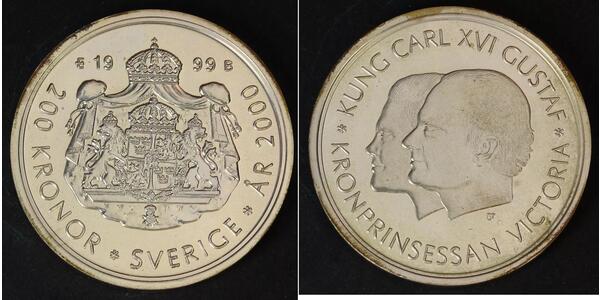 19 99 B
200 KRONOR * SVERIGE * ÅR 2000
* KUNG CARL XVI GUSTAF *
KRONPRINSESSAN VICTORIA